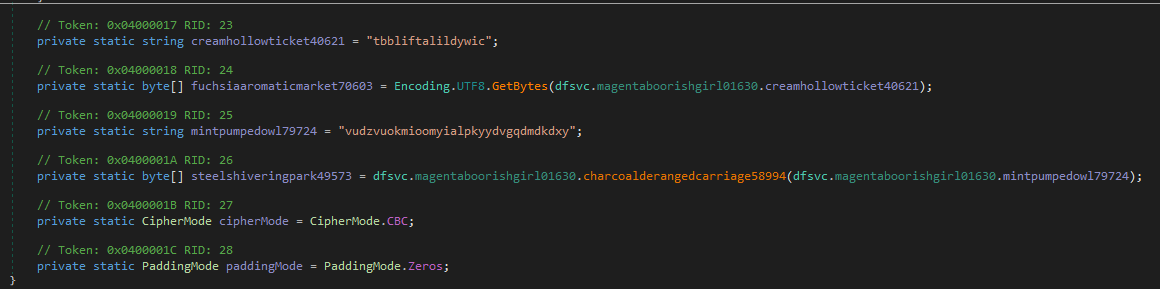 // Token: 0x04000017 RID: 23
private static string creamhollowticket40621 = "tbbliftalildywic";
// Token: 0x04000018 RID: 24
private static byte[] fuchsiaaromaticmarket70603 = Encoding.UTF8.GetBytes(dfsvc.magentaboorishgirl01630.creamhollowticket40621);
// Token: 0x04000019 RID: 25
private static string mintpumpedowl79724 = "vudzvuokmioomyialpkyydvgqdmdkdxy";
// Token: 0x0400001A RID: 26
private static byte[] steelshiveringpark49573 = dfsvc.magentaboorishgirl01630.charcoalderangedcarriage58994(dfsvc.magentaboorishgirl01630.mintpumpedowl79724);
// Token: 0x0400001B RID: 27
private static CipherMode cipherMode = CipherMode.CBC;
// Token: 0x0400001C RID: 28
private static PaddingMode paddingMode = PaddingMode.Zeros;
}